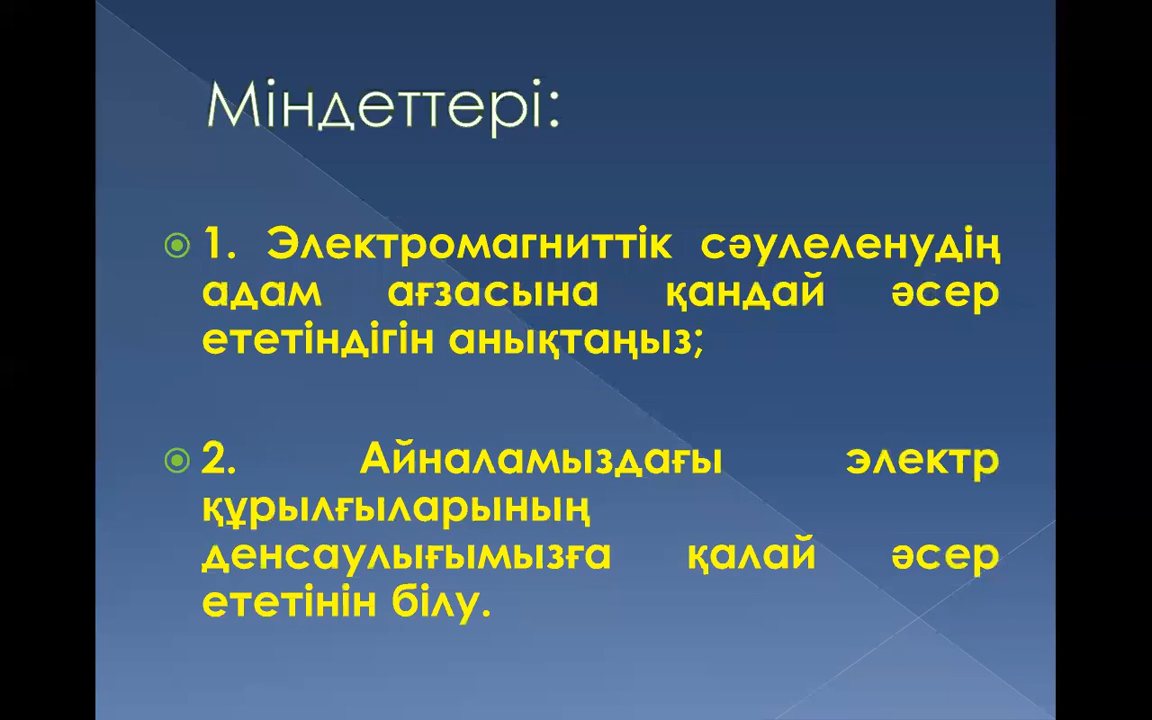 Міндеттері:
1. Электромагниттік сәулеленудің
адам ағзасына қандай әсер
ететіндігін анықтаңыз;
2. Айналамыздағы электр
құрылғыларының
денсаулығымызға қалай әсер
ететінін білу.